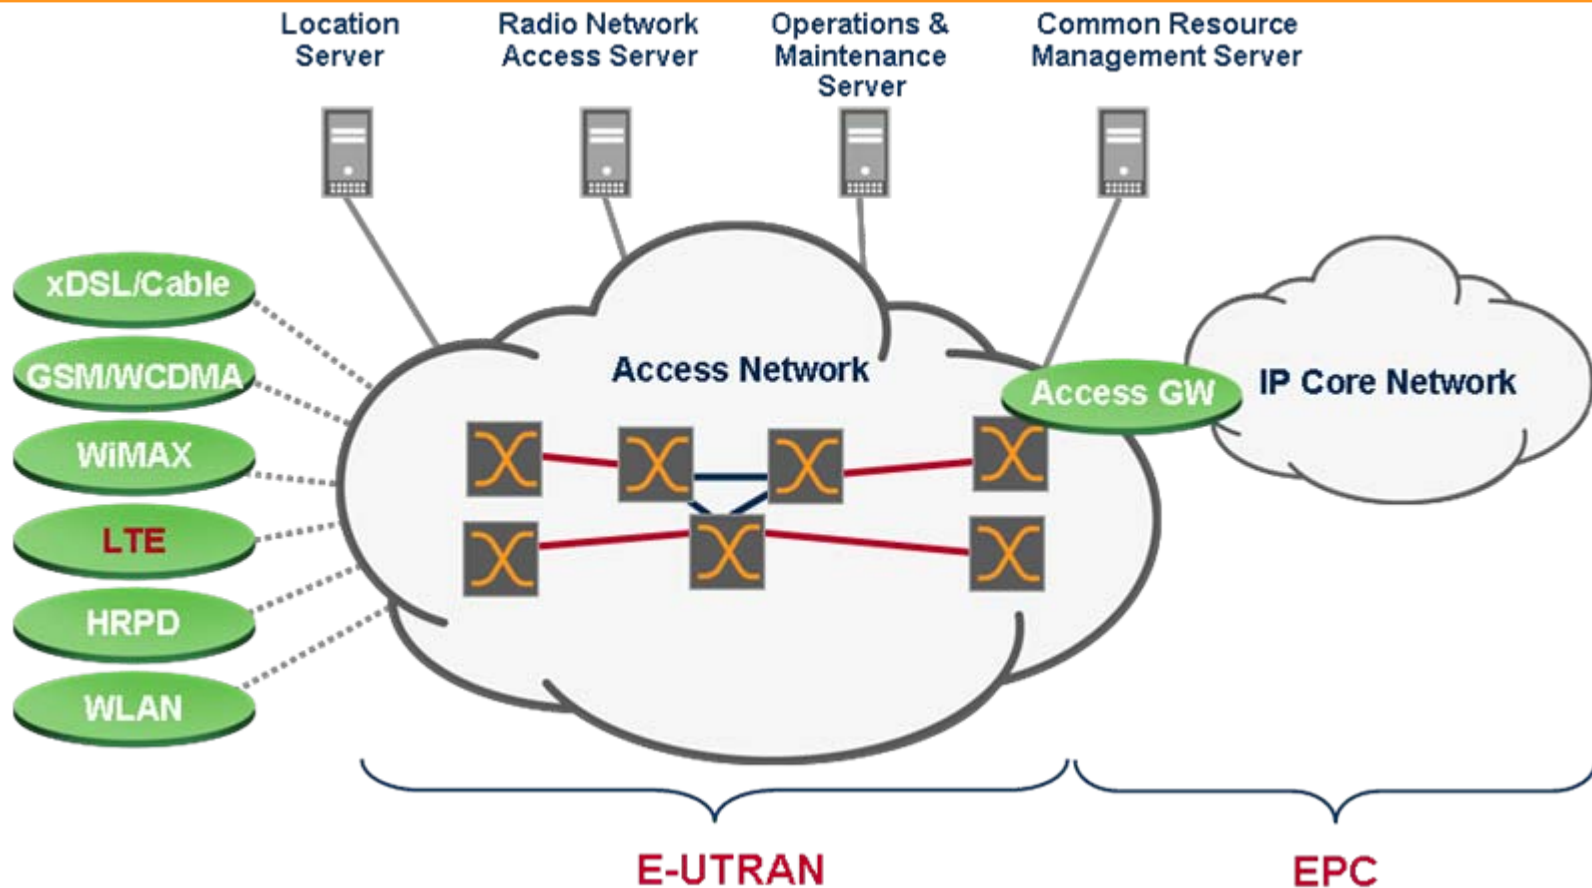 Location
Server
Radio Network
Access Server
Operations &
Maintenance
Server
Common Resource
Management Server
xDSL/Cable
GSM/WCDMA
WiMAX
LTE
HRPD
WLAN
Access Network
Access GW
IP Core Network
E-UTRAN
EPC